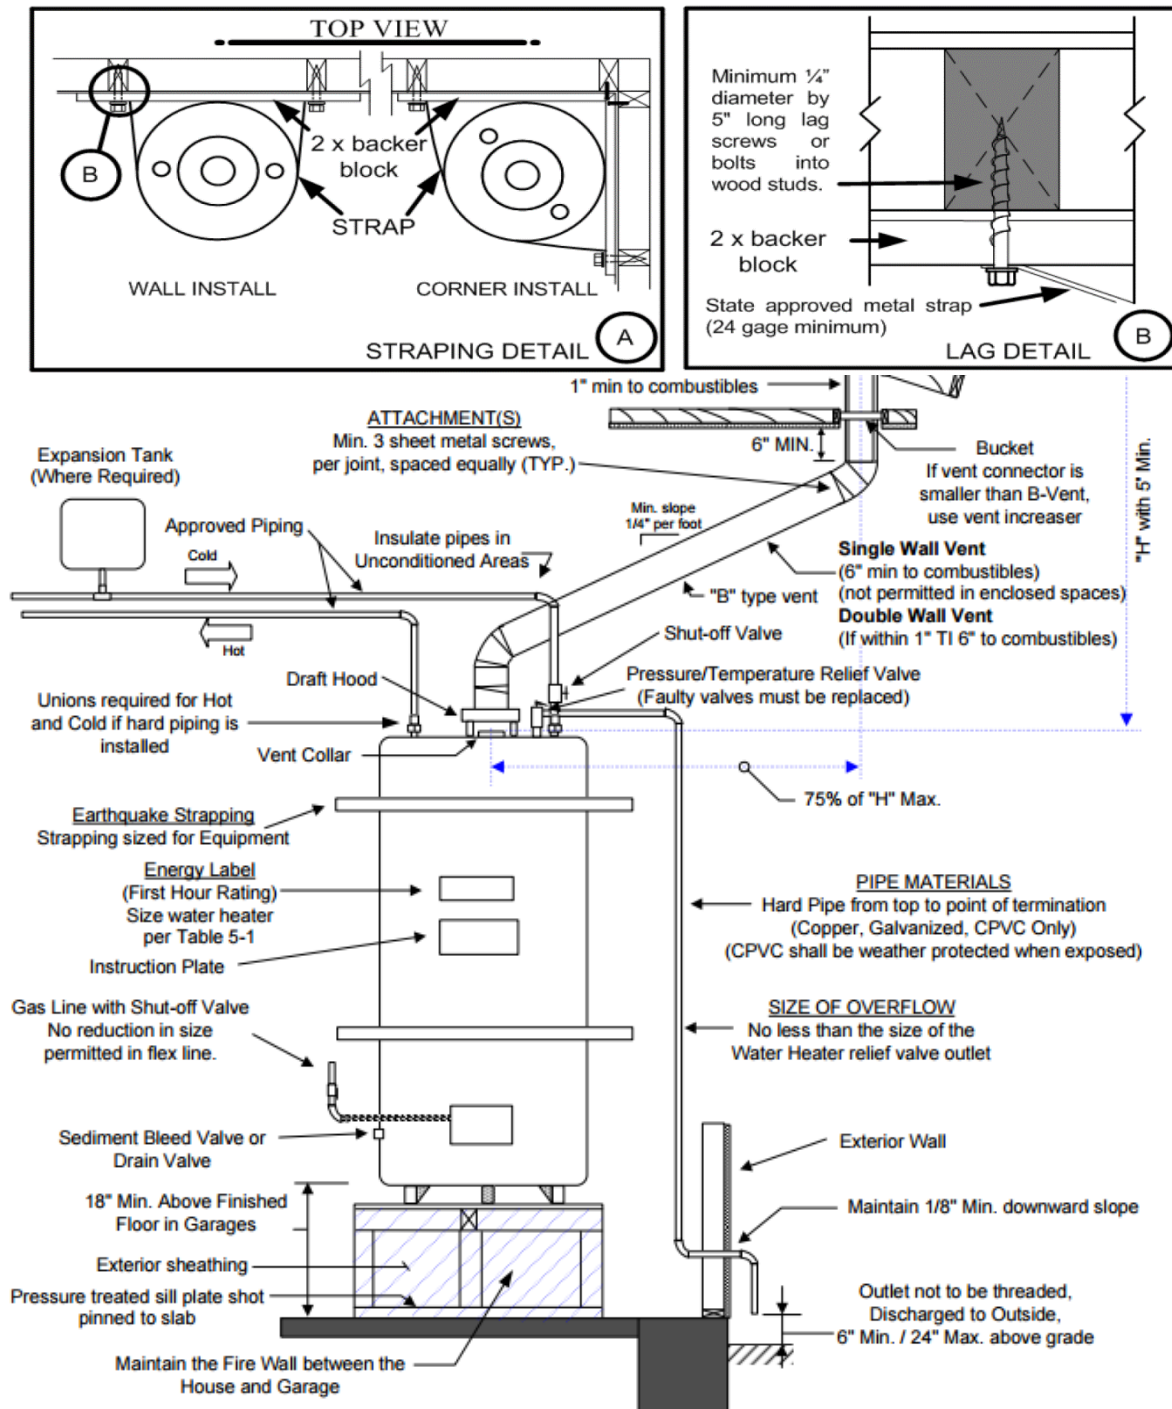 TOP VIEW
B
2 x backer
block
STRAP
WALL INSTALL
CORNER INSTALL
STRAPING DETAIL
A
Minimum ¼”
diameter by
5" long lag
screws or
bolts into
wood studs.
2 x backer
block
State approved metal strap
(24 gage minimum)
LAG DETAIL
B
1" min to combustibles
ATTACHMENT(S)
Min. 3 sheet metal screws,
per joint, spaced equally (TYP.)
6" MIN.
Bucket
If vent connector is
smaller than B-Vent,
use vent increaser
"H" with 5' Min.
Expansion Tank
(Where Required)
Approved Piping
Cold
Hot
Insulate pipes in
Unconditioned Areas
Min. slope
1/4" per foot
Single Wall Vent
(6" min to combustibles)
(not permitted in enclosed spaces)
Double Wall Vent
(If within 1" TI 6" to combustibles)
"B" type vent
Shut-off Valve
Draft Hood
Pressure/Temperature Relief Valve
(Faulty valves must be replaced)
Unions required for Hot
and Cold if hard piping is
installed
Vent Collar
75% of "H" Max.
Earthquake Strapping
Strapping sized for Equipment
Energy Label
(First Hour Rating)
Size water heater
per Table 5-1
Instruction Plate
PIPE MATERIALS
Hard Pipe from top to point of termination
(Copper, Galvanized, CPVC Only)
(CPVC shall be weather protected when exposed)
Gas Line with Shut-off Valve
No reduction in size
permitted in flex line.
SIZE OF OVERFLOW
No less than the size of the
Water Heater relief valve outlet
Sediment Bleed Valve or
Drain Valve
Exterior Wall
18" Min. Above Finished
Floor in Garages
Maintain 1/8" Min. downward slope
Exterior sheathing
Pressure treated sill plate shot
pinned to slab
Outlet not to be threaded,
Discharged to Outside,
6" Min. / 24" Max. above grade
Maintain the Fire Wall between the
House and Garage